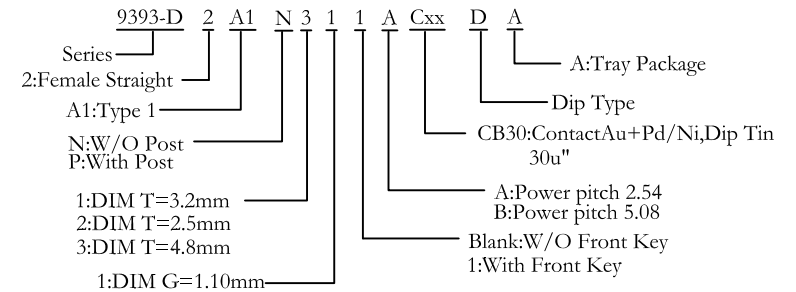 9393-D 2 A1 N 3 1 1 A Cxx D A
Series
2:Female Straight
A1:Type 1
N:W/O Post
P:With Post
1:DIM T=3.2mm
2:DIM T=2.5mm
3:DIM T=4.8mm
1:DIM G=1.10mm
A:Tray Package
Dip Type
CB30:ContactAu+Pd/Ni,Dip Tin
30u"
A:Power pitch 2.54
B:Power pitch 5.08
Blank:W/O Front Key
1:With Front Key